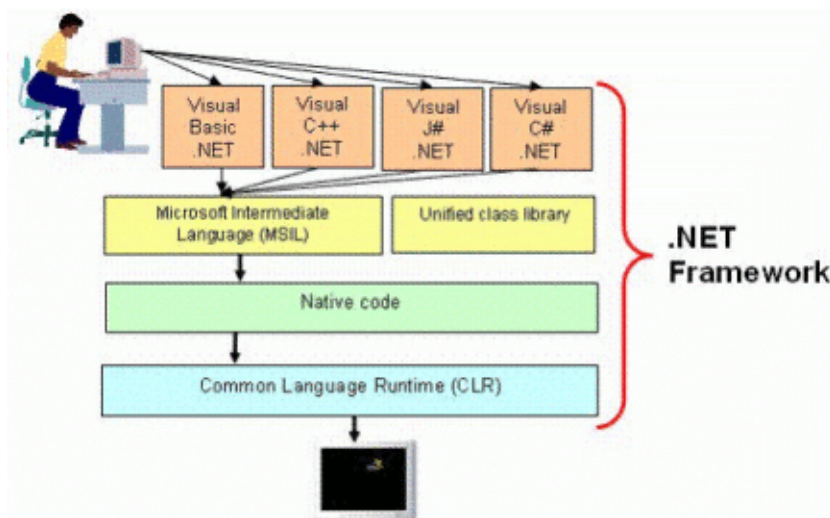 Visual
Basic
.NET
Visual
C++
.NET
Visual
J#
.NET
Visual
C#
.NET
Microsoft Intermediate
Language (MSIL)
Unified class library
.NET
Framework
Native code
Common Language Runtime (CLR)